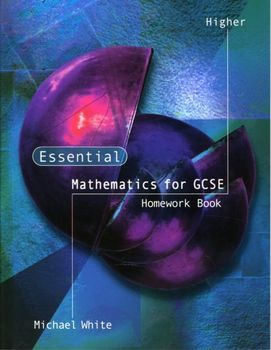 Higher
Essential
Mathematics for GCSE
Homework Book
Michael White